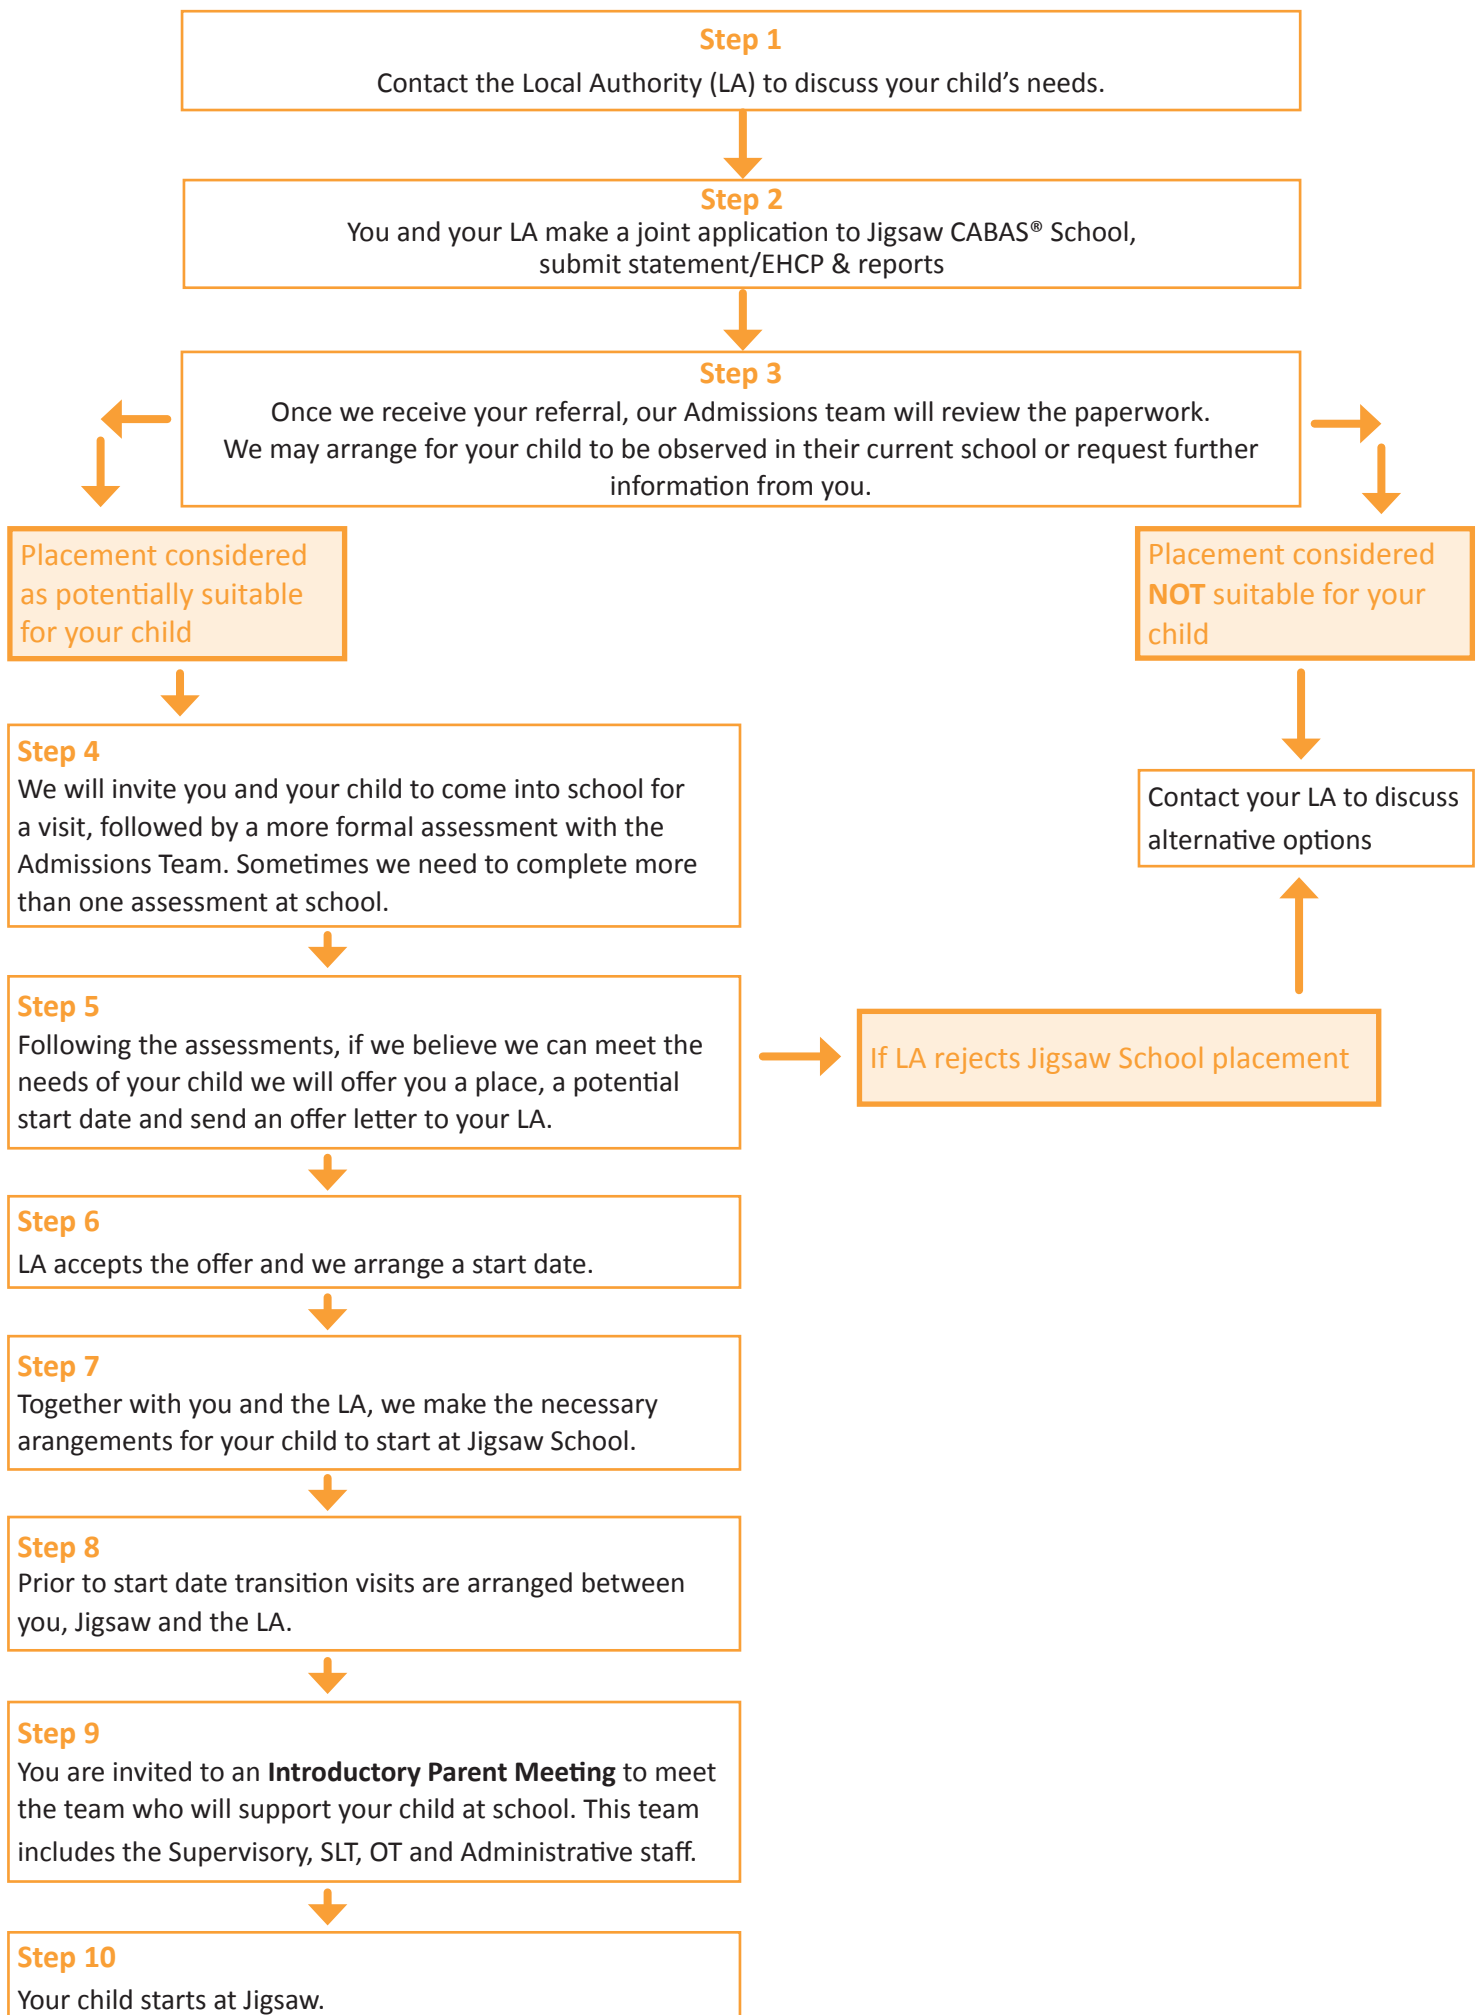 Step 1
Contact the Local Authority (LA) to discuss your child’s needs.
Step 2
You and your LA make a joint application to Jigsaw CABAS® School,
submit statement/EHCP & reports
Step 3
Once we receive your referral, our Admissions team will review the paperwork.
We may arrange for your child to be observed in their current school or request further
information from you.
Placement considered
as potentially suitable
for your child
Placement considered
NOT suitable for your
child
Step 4
We will invite you and your child to come into school for
a visit, followed by a more formal assessment with the
Admissions Team. Sometimes we need to complete more
than one assessment at school.
Contact your LA to discuss
alternative options
Step 5
Following the assessments, if we believe we can meet the
needs of your child we will offer you a place, a potential
start date and send an offer letter to your LA.
If LA rejects Jigsaw School placement
Step 6
LA accepts the offer and we arrange a start date.
Step 7
Together with you and the LA, we make the necessary
arangements for your child to start at Jigsaw School.
Step 8
Prior to start date transition visits are arranged between
you, Jigsaw and the LA.
Step 9
You are invited to an Introductory Parent Meeting to meet
the team who will support your child at school. This team
includes the Supervisory, SLT, OT and Administrative staff.
Step 10
Your child starts at Jigsaw.